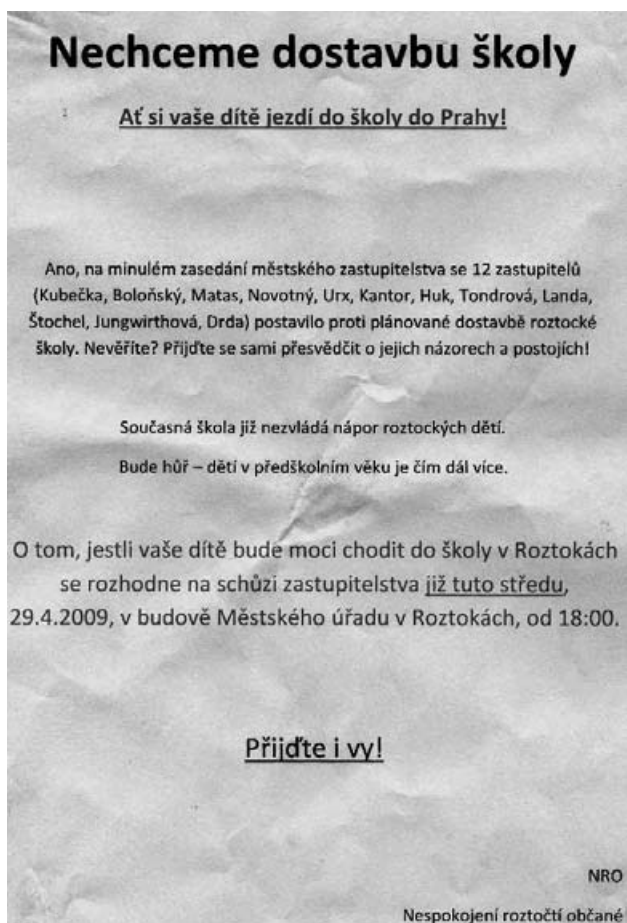 Nechceme dostavbu školy
Ať si vaše dítě jezdí do školy do Prahy!
Ano, na minulém zasedání městského zastupitelstva se 12 zastupitelů
(Kubečka, Boloňský, Matas, Novotný, Urx, Kantor, Huk, Tondrová, Landa,
Štochel, Jungwirthová, Drda) postavilo proti plánované dostavbě roztocké
školy. Nevěříte? Přijďte se sami přesvědčit o jejich názorech a postojích!
Současná škola již nezvládá nápor roztockých dětí.
Bude hůř – dětí v předškolním věku je čím dál více.
O tom, jestli vaše dítě bude moci chodit do školy v Roztokách
se rozhodne na schůzi zastupitelstva již tuto středu,
29.4.2009, v budově Městského úřadu v Roztokách, od 18:00.
Přijďte i vy!
NRO
Nespokojení roztočtí občané